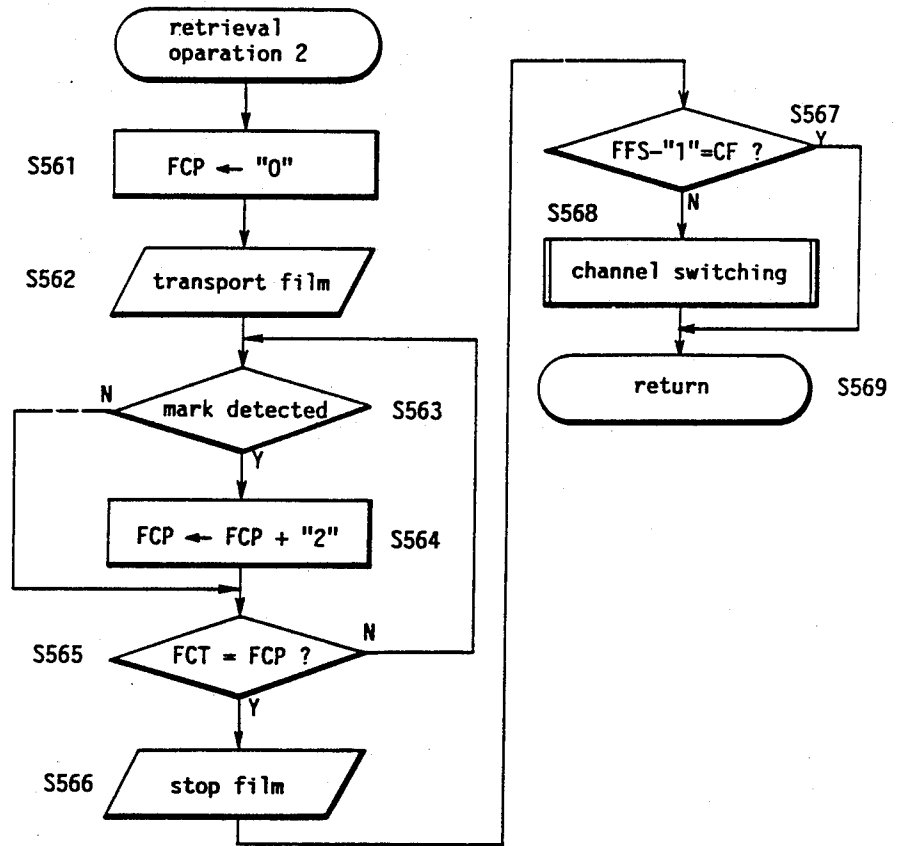 retrieval
oparation 2
S561
FCP ← "0"
S562
transport film
N
mark detected
S563
Y
FCP ← FCP + "2"
S564
S565
FCT = FCP ?
N
Y
S566
stop film
S567
FFS-"1"=CF ?
Y
N
S568
channel switching
return
S569